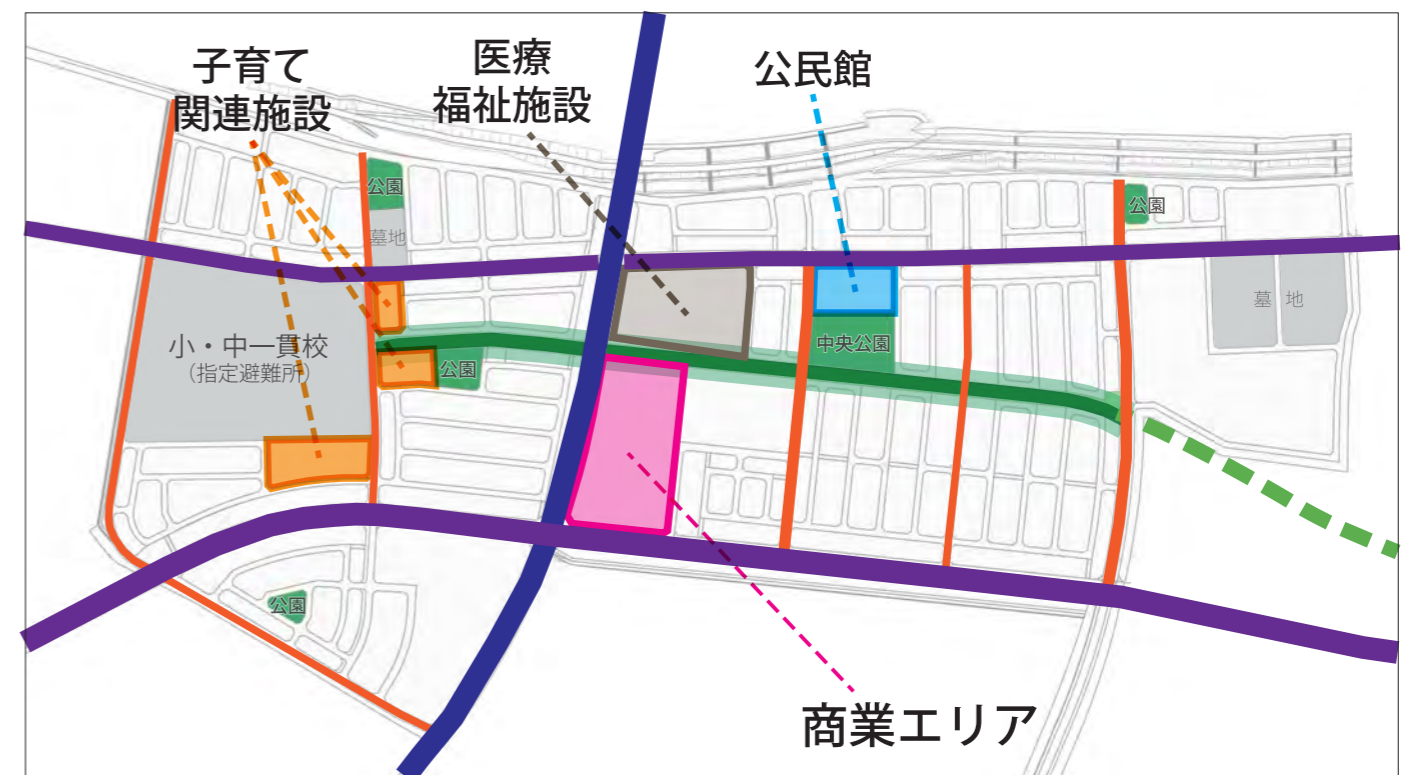 子育て
関連施設
医療
福祉施設
公民館
公園
墓地
公園
墓 地
小・中一貫校
（指定避難所）
公園
中央公園
公園
商業エリア